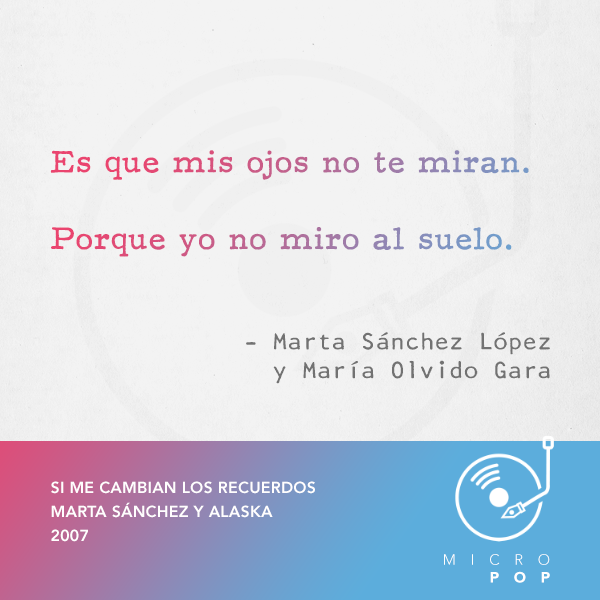 Es que mis ojos no te miran.
Porque yo no miro al suelo.
- Marta Sánchez López
y María Olvido Gara
SI ME CAMBIAN LOS RECUERDOS
MARTA SÁNCHEZ Y ALASKA
2007
MICRO
POP